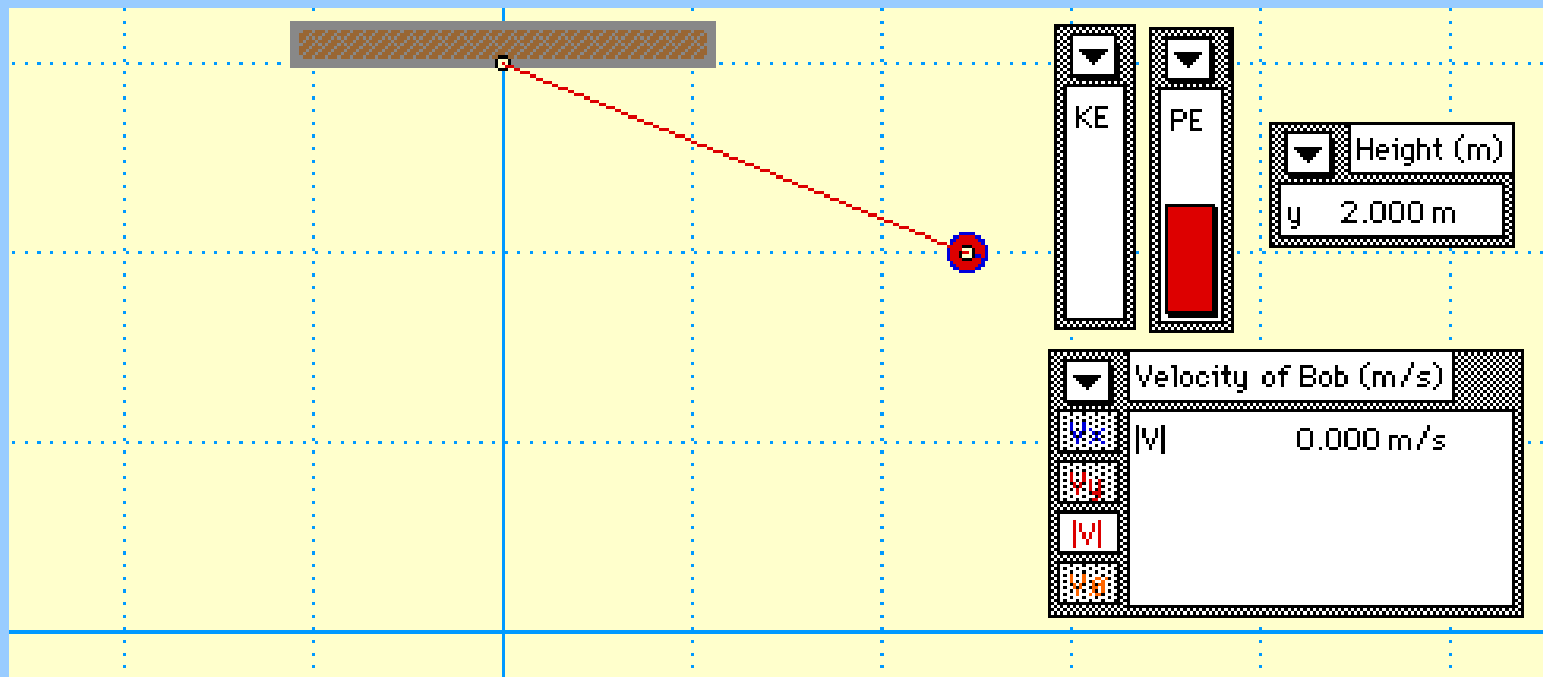 KE
PE
Height (m)
y 2.000 m
Velocity of Bob (m/s)
Vx
|V| 0.000 m/s
Vy
|V|
Vθ